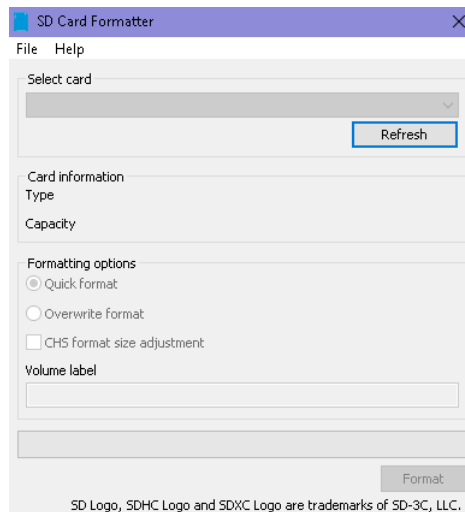 SD Card Formatter
File Help
Select card
Refresh
Card information
Type
Capacity
Formatting options
Quick format
Overwrite format
CHS format size adjustment
Volume label
Format
SD Logo, SDHC Logo and SDXC Logo are trademarks of SD-3C, LLC.